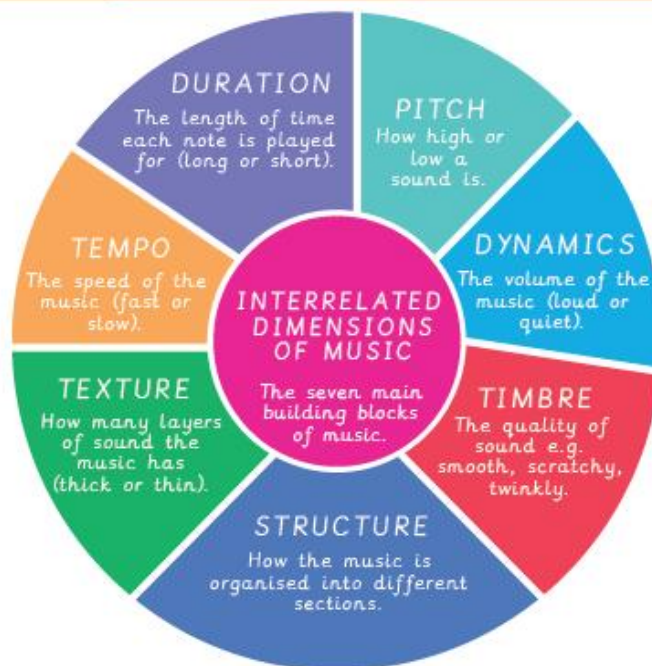 DURATION
The length of time
each note is played
for (long or short).
PITCH
How high or
low a
sound is.
DYNAMICS
The volume of the
music (loud or
quiet).
TIMBRE
The quality of
sound e.g.
smooth, scratchy,
twinkly.
STRUCTURE
How the music is
organised into different
sections.
TEXTURE
How many layers
of sound the
music has
(thick or thin).
TEMPO
The speed of the
music (fast or
slow).
INTERRELATED
DIMENSIONS
OF MUSIC
The seven main
building blocks
of music.